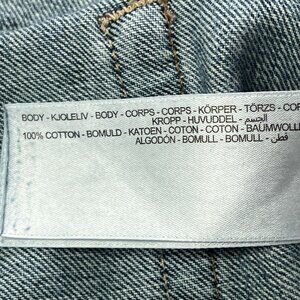 BODY - KJOLELIV - BODY - CORPS - CORPS - KÖRPER - TÖRZS - COR
KROPP - HUVUDDEL - الجسم
100% COTTON - BOMULD - KATOEN - COTON - COTON - BAUMWOLLE
ALGODÓN - BOMULL - BOMULL - قطن